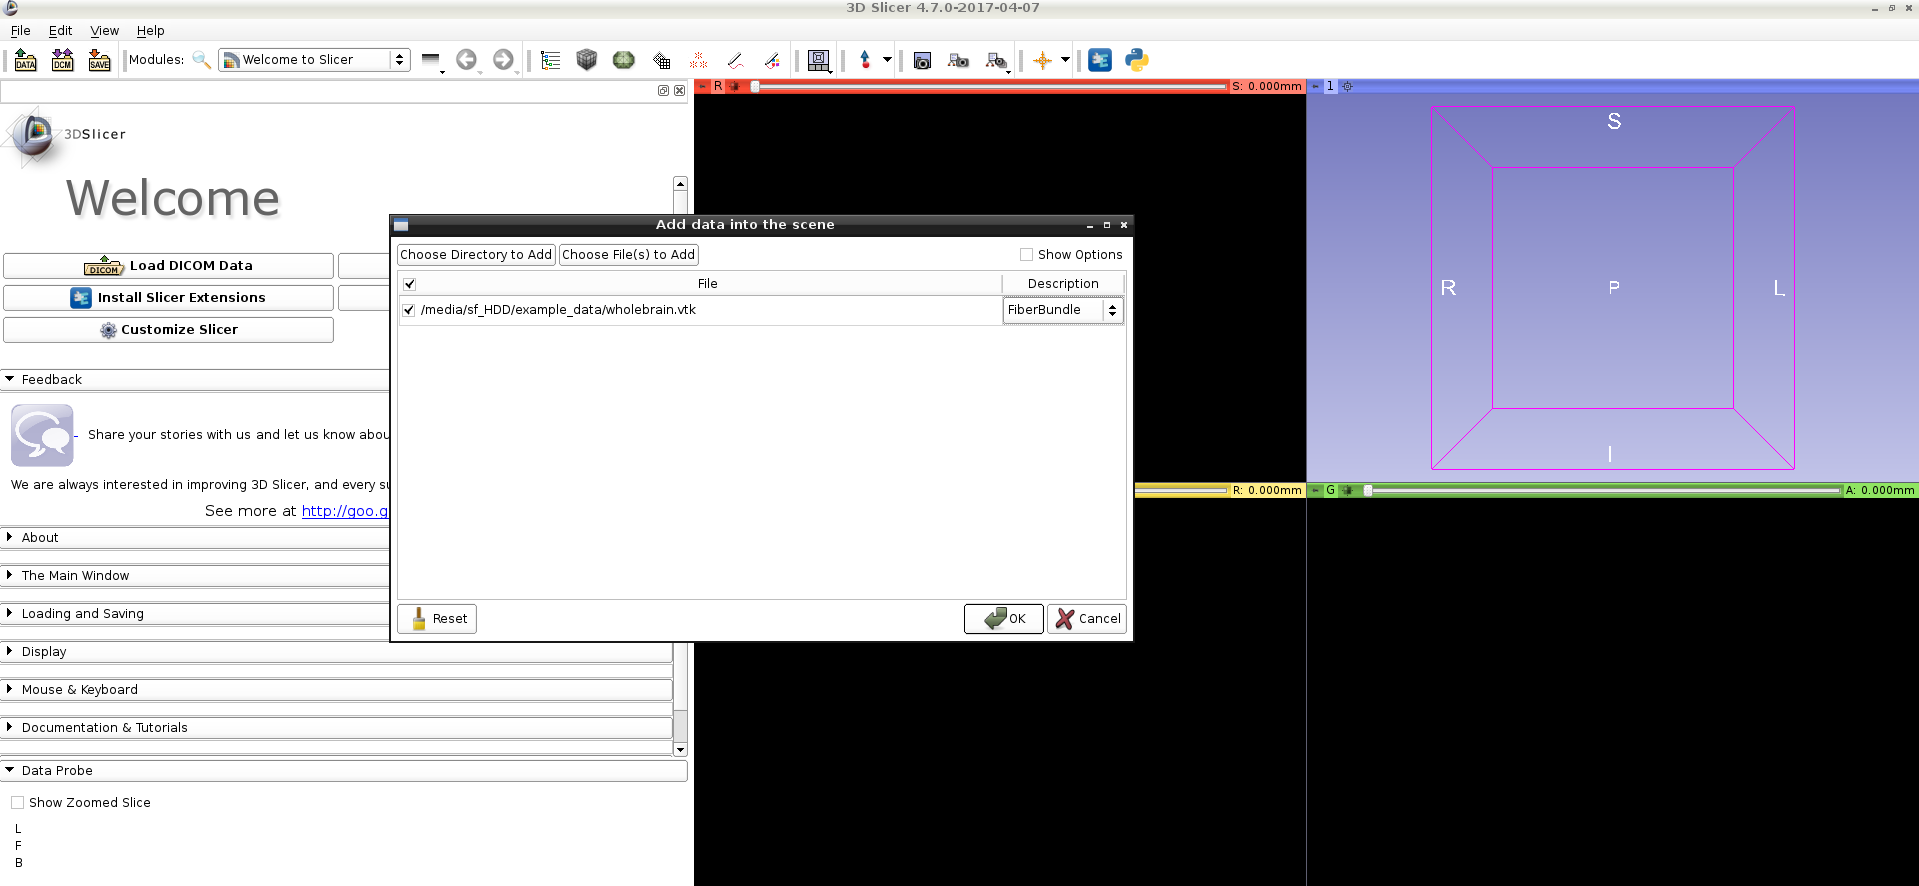 3D Slicer 4.7.0-2017-04-07
File Edit View Help
DATA DCM SAVE Modules: Welcome to Slicer
R S: 0.000mm 1
3DSlicer
Welcome
S
R P L
I
Add data into the scene
Choose Directory to Add Choose File(s) to Add Show Options
File Description
/media/sf_HDD/example_data/wholebrain.vtk FiberBundle
Reset OK Cancel
DICOM Load DICOM Data
Install Slicer Extensions
Customize Slicer
Feedback
Share your stories with us and let us know abou
We are always interested in improving 3D Slicer, and every su
See more at http://goo.g
R: 0.000mm G A: 0.000mm
About
The Main Window
Loading and Saving
Display
Mouse & Keyboard
Documentation & Tutorials
Data Probe
Show Zoomed Slice
L
F
B